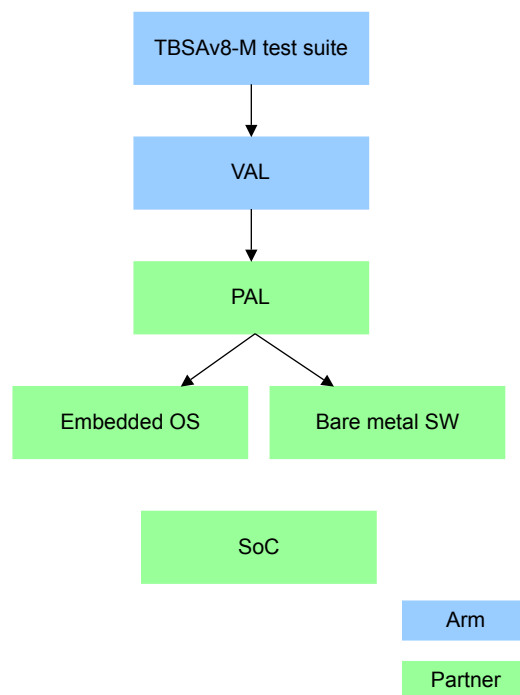 TBSAv8-M test suite
VAL
PAL
Embedded OS
Bare metal SW
SoC
Arm
Partner